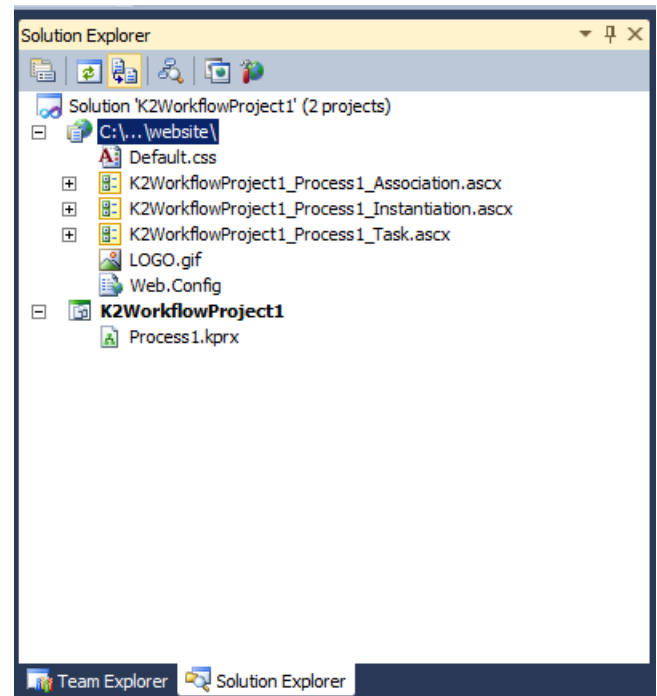 Solution Explorer
Solution 'K2WorkflowProject1' (2 projects)
C:\...\website\
Default.css
K2WorkflowProject1_Process1_Association.ascx
K2WorkflowProject1_Process1_Instantiation.ascx
K2WorkflowProject1_Process1_Task.ascx
LOGO.gif
Web.Config
K2WorkflowProject1
Process1.kprx
Team Explorer Solution Explorer